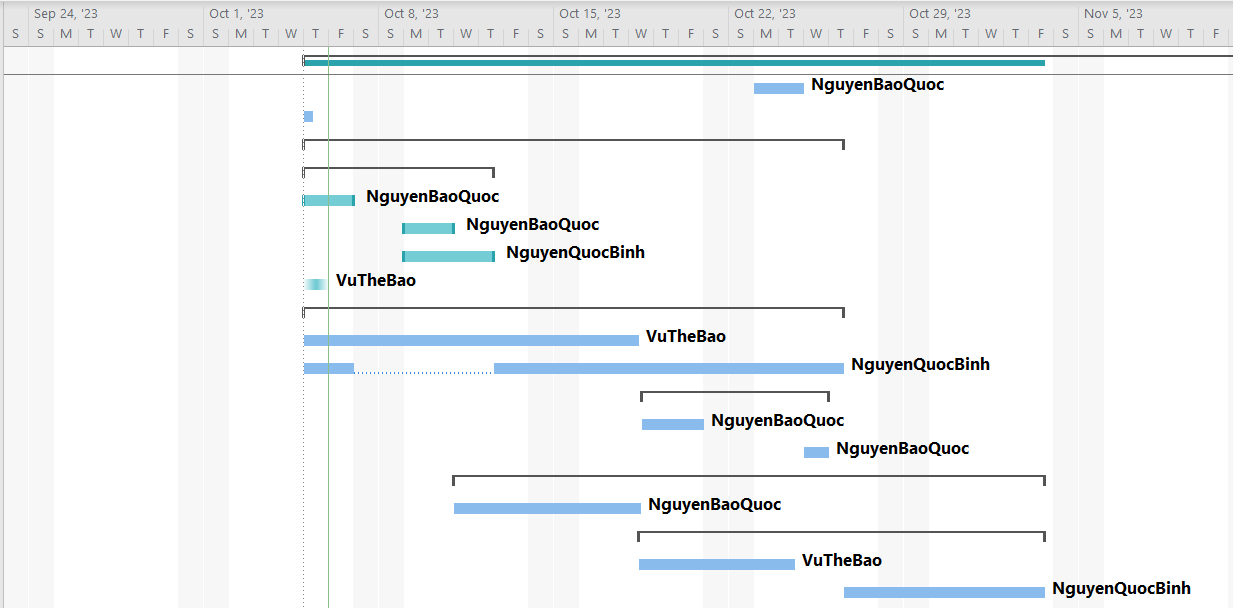 Sep 24, '23 Oct 1, '23 Oct 8, '23 Oct 15, '23 Oct 22, '23 Oct 29, '23 Nov 5, '23
S S M T W T F S S M T W T F S S M T W T F S S M T W T F S S M T W T F S S M T W T F S S M T W T F
NguyenBaoQuoc
NguyenBaoQuoc
NguyenBaoQuoc
NguyenQuocBinh
VuTheBao
VuTheBao
NguyenQuocBinh
NguyenBaoQuoc
NguyenBaoQuoc
NguyenBaoQuoc
VuTheBao
NguyenQuocBinh